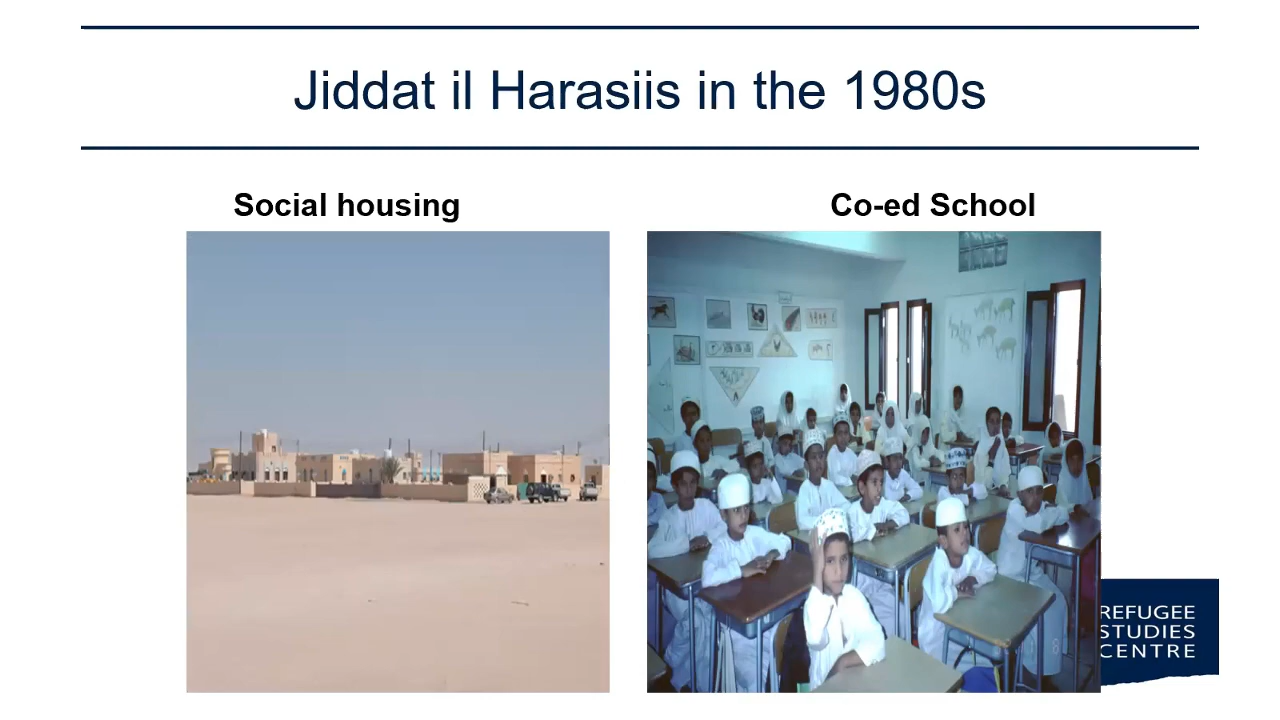 Jiddat il Harasiis in the 1980s
Social housing
Co-ed School
REFUGEE
STUDIES
CENTRE